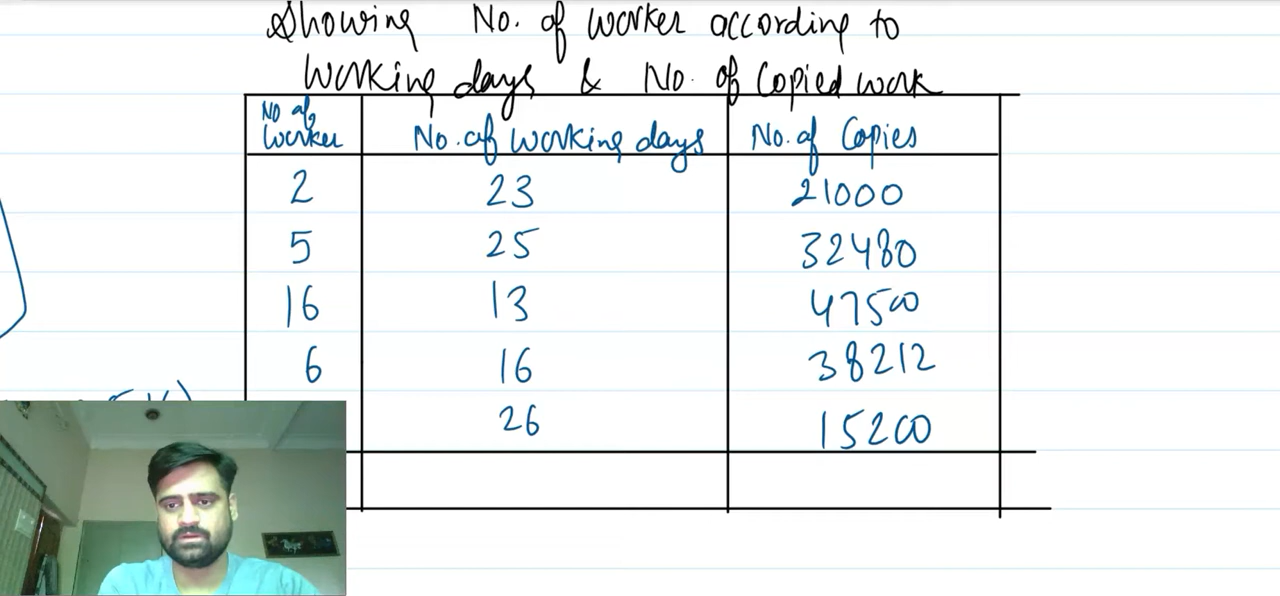 Showing No. of worker according to
Working days & No. of Copied work
No of Worker No. of Working days No. of Copies
2 23 21000
5 25 32480
16 13 47500
6 16 38212
26 15200